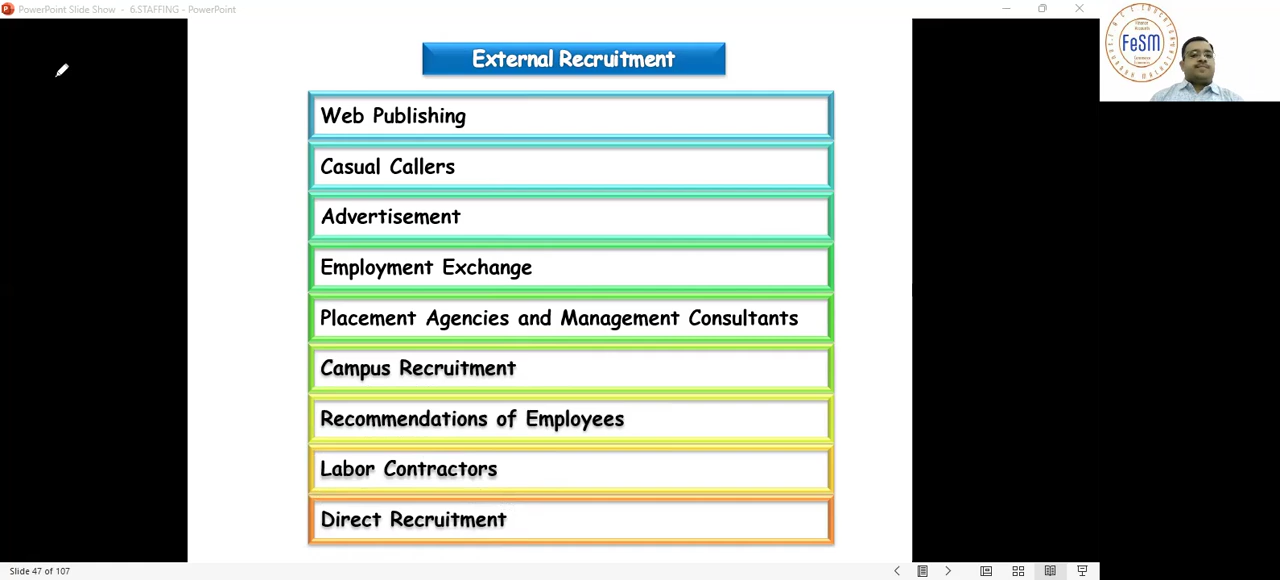 PowerPoint Slide Show - 6.STAFFING - PowerPoint
FeSM
External Recruitment
Web Publishing
Casual Callers
Advertisement
Employment Exchange
Placement Agencies and Management Consultants
Campus Recruitment
Recommendations of Employees
Labor Contractors
Direct Recruitment
Slide 47 of 107